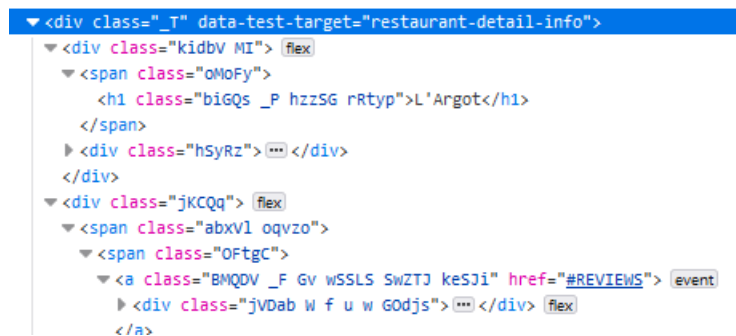 <div class="_T" data-test-target="restaurant-detail-info">
<div class="kidbV MI"> flex
<span class="oMoFy">
<h1 class="biGQs _P hzzSG rRtyp">L'Argot</h1>
</span>
<div class="hSyRz"> ••• </div>
</div>
<div class="jKCQq"> flex
<span class="abxVl oqvzo">
<span class="OFtgC">
<a class="BMQDV _F Gv wSSLS SwZTJ keSJi" href="#REVIEWS"> event
<div class="jVDab W f u w GOdjs"> ••• </div> flex
</a>